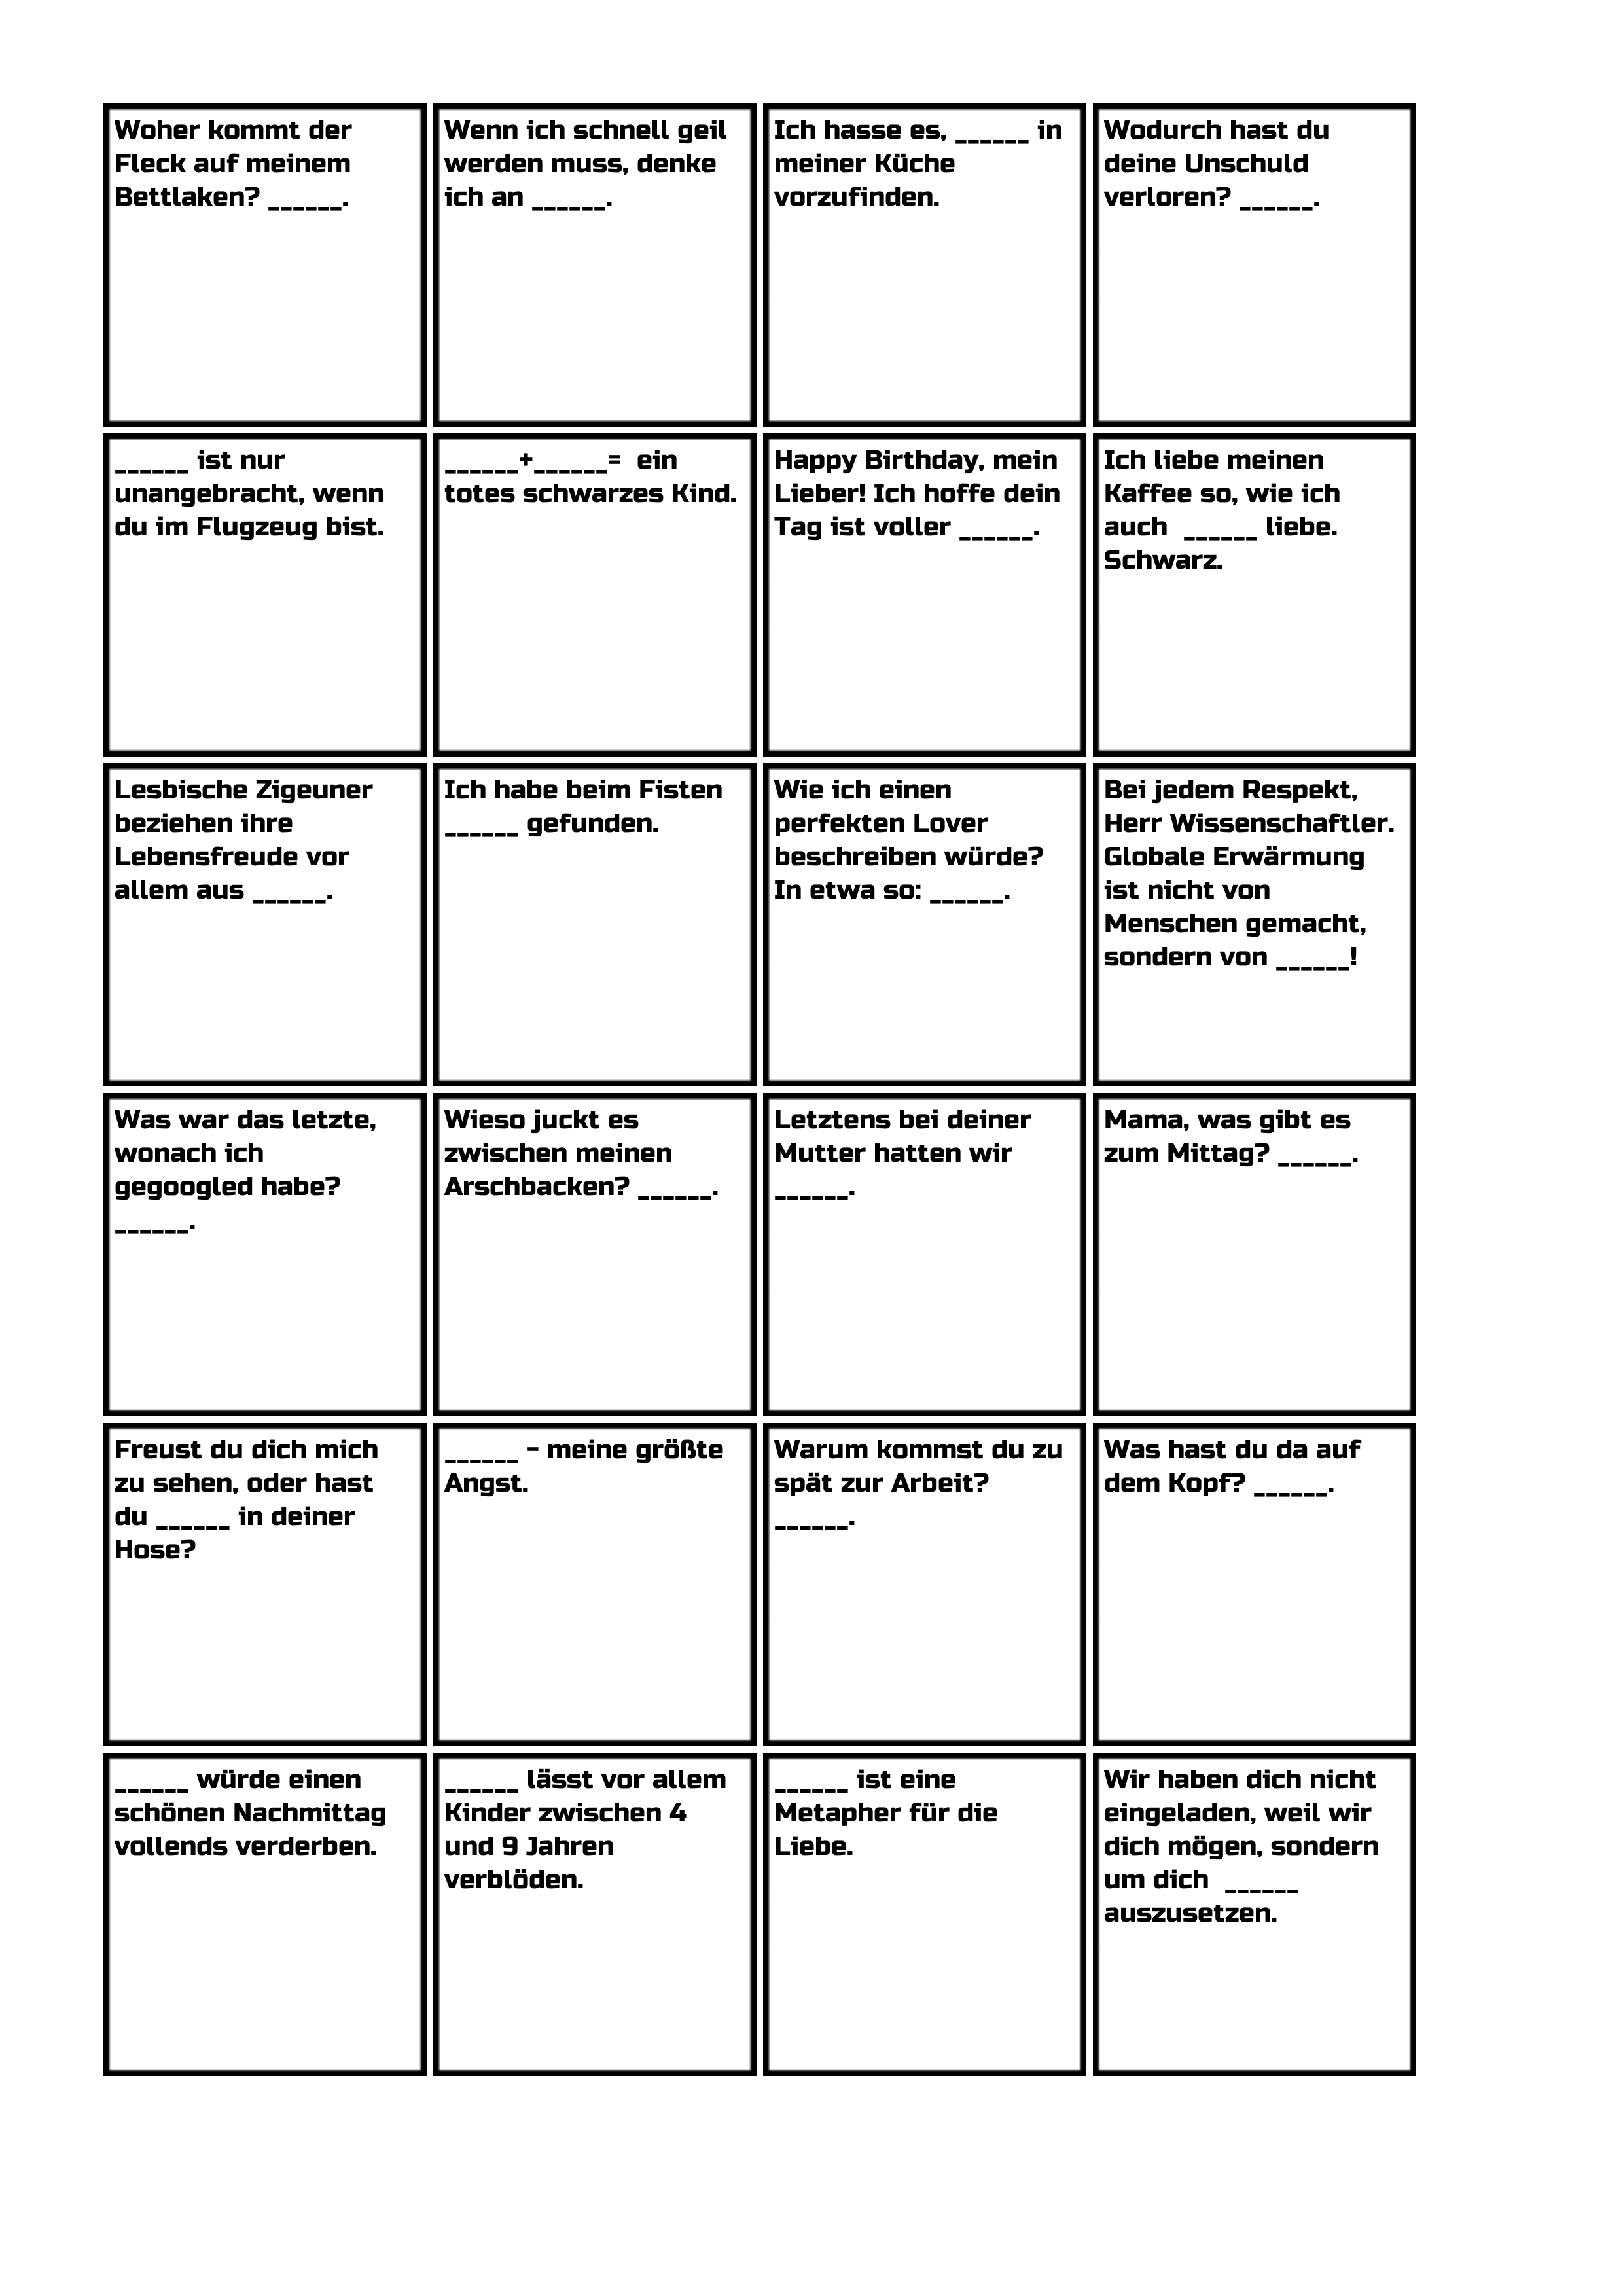 Woher kommt der
Fleck auf meinem
Bettlaken? ______.
Wenn ich schnell geil
werden muss, denke
ich an ______.
Ich hasse es, ______ in
meiner Küche
vorzufinden.
Wodurch hast du
deine Unschuld
verloren? ______.
______ ist nur
unangebracht, wenn
du im Flugzeug bist.
______+______=  ein
totes schwarzes Kind.
Happy Birthday, mein
Lieber! Ich hoffe dein
Tag ist voller ______.
Ich liebe meinen
Kaffee so, wie ich
auch  ______ liebe.
Schwarz.
Lesbische Zigeuner
beziehen ihre
Lebensfreude vor
allem aus ______.
Ich habe beim Fisten
______ gefunden.
Wie ich einen
perfekten Lover
beschreiben würde?
In etwa so: ______.
Bei jedem Respekt,
Herr Wissenschaftler.
Globale Erwärmung
ist nicht von
Menschen gemacht,
sondern von ______!
Was war das letzte,
wonach ich
gegoogled habe?
______.
Wieso juckt es
zwischen meinen
Arschbacken? ______.
Letztens bei deiner
Mutter hatten wir
______.
Mama, was gibt es
zum Mittag? ______.
Freust du dich mich
zu sehen, oder hast
du ______ in deiner
Hose?
______ - meine größte
Angst.
Warum kommst du zu
spät zur Arbeit?
______.
Was hast du da auf
dem Kopf? ______.
______ würde einen
schönen Nachmittag
vollends verderben.
______ lässt vor allem
Kinder zwischen 4
und 9 Jahren
verblöden.
______ ist eine
Metapher für die
Liebe.
Wir haben dich nicht
eingeladen, weil wir
dich mögen, sondern
um dich  ______
auszusetzen.